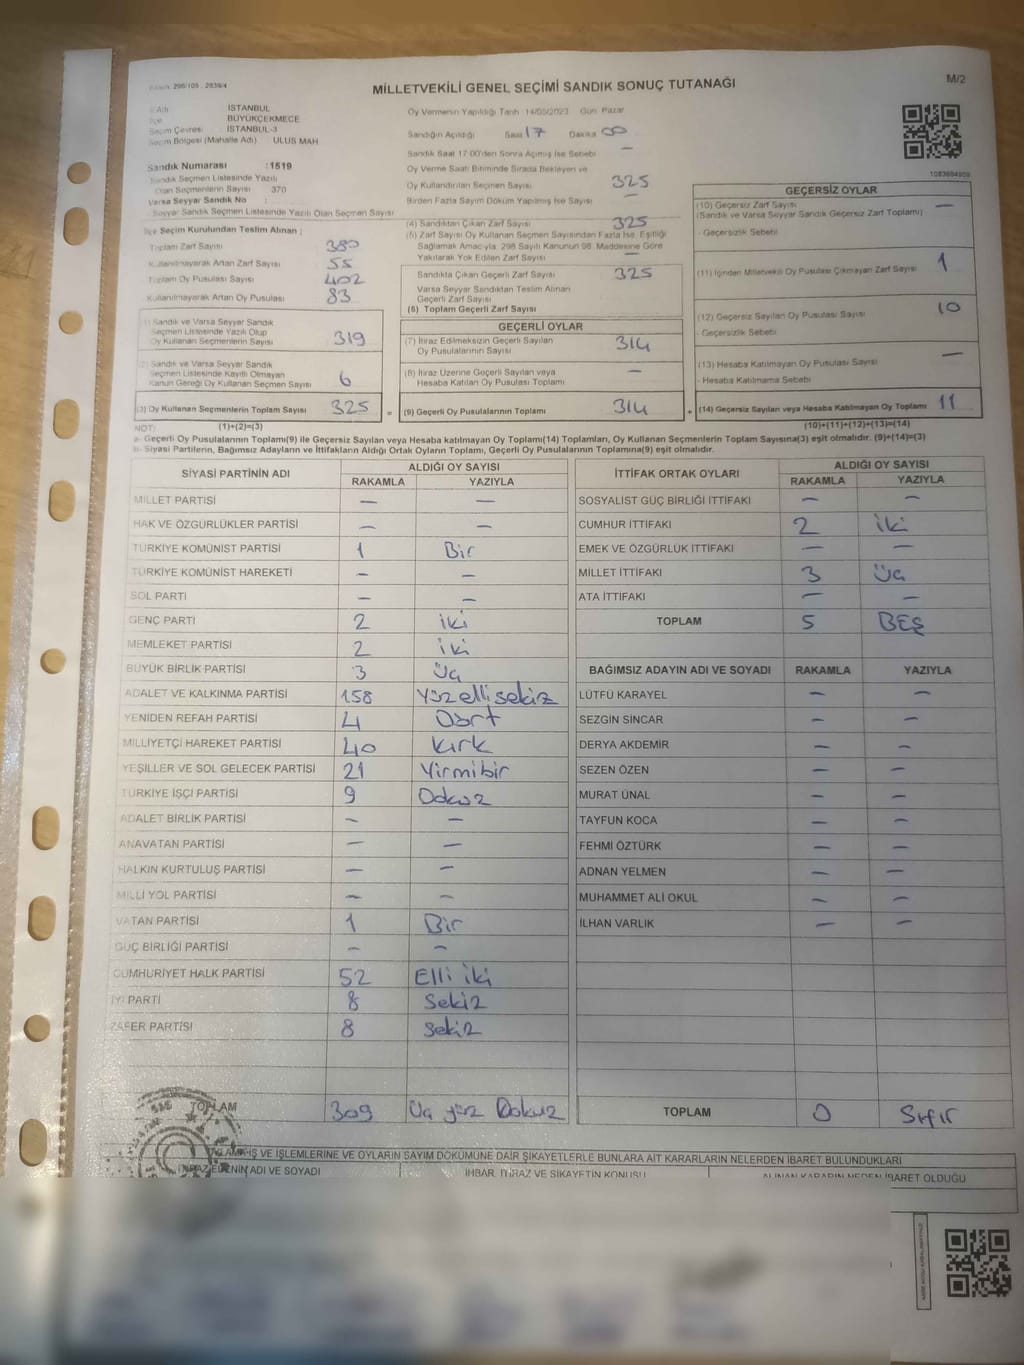 MİLLETVEKİLİ GENEL SEÇİMİ SANDIK SONUÇ TUTANAĞI
M/2
İSTANBUL
BÜYÜKÇEKMECE
Seçim Çevresi : İSTANBUL-3
Seçim Bölgesi (Mahalle Adı) ULUS MAH
Oy Vermenin Yapıldığı Tarih 14/05/2023 Gün Pazar
Sandığın Açıldığı Saat 17 Dakika 00
Sandık Saat 17:00'den Sonra Açmış İse Sebebi —
Sandık Numarası : 1519
Sandık Seçmen Listesinde Yazılı
Olan Seçmenlerin Sayısı 370
Varsa Seyyar Sandık No
Seyyar Sandık Seçmen Listesinde Yazılı Olan Seçmen Sayısı
Oy Verme Saati Bitiminde Sırada Bekleyen ve
Oy Kullandırılan Seçmen Sayısı 325
Birden Fazla Sayım Döküm Yapılmış İse Sayısı —
İlçe Seçim Kurulundan Teslim Alınan ;
Toplam Zarf Sayısı 380
Kullanılmayarak Artan Zarf Sayısı 55
Toplam Oy Pusulası Sayısı 402
Kullanılmayarak Artan Oy Pusulası 83
(4) Sandıktan Çıkan Zarf Sayısı 325
(5) Zarf Sayısı Oy Kullanan Seçmen Sayısından Fazla İse, Eşitliği
Sağlamak Amacıyla, 298 Sayılı Kanunun 98. Maddesine Göre
Yakılarak Yok Edilen Zarf Sayısı —
Sandıkta Çıkan Geçerli Zarf Sayısı 325
Varsa Seyyar Sandıktan Teslim Alınan
Geçerli Zarf Sayısı
(6) Toplam Geçerli Zarf Sayısı
1083684809
GEÇERSİZ OYLAR
(10) Geçersiz Zarf Sayısı —
(Sandık ve Varsa Seyyar Sandık Geçersiz Zarf Toplamı)
- Geçersizlik Sebebi
(11) İçinden Milletvekili Oy Pusulası Çıkmayan Zarf Sayısı 1
(12) Geçersiz Sayılan Oy Pusulası Sayısı 10
- Geçersizlik Sebebi
(13) Hesaba Katılmayan Oy Pusulası Sayısı —
- Hesaba Katılmama Sebebi
(14) Geçersiz Sayılan veya Hesaba Katılmayan Oy Toplamı 11
(1) Sandık ve Varsa Seyyar Sandık
Seçmen Listesinde Yazılı Olup
Oy Kullanan Seçmenlerin Sayısı 319
(2) Sandık ve Varsa Seyyar Sandık
Seçmen Listesinde Kayıtlı Olmayan
Kanun Gereği Oy Kullanan Seçmen Sayısı 6
(3) Oy Kullanan Seçmenlerin Toplam Sayısı 325 =
GEÇERLİ OYLAR
(7) İtiraz Edilmeksizin Geçerli Sayılan
Oy Pusulalarının Sayısı 314
(8) İtiraz Üzerine Geçerli Sayılan veya
Hesaba Katılan Oy Pusulası Toplamı —
(9) Geçerli Oy Pusulalarının Toplamı 314 +
NOT: (1)+(2)=(3) (10)+(11)+(12)+(13)=(14)
a- Geçerli Oy Pusulalarının Toplamı(9) ile Geçersiz Sayılan veya Hesaba katılmayan Oy Toplamı(14) Toplamları, Oy Kullanan Seçmenlerin Toplam Sayısına(3) eşit olmalıdır. (9)+(14)=(3)
b- Siyasi Partilerin, Bağımsız Adayların ve İttifakların Aldığı Ortak Oyların Toplamı, Geçerli Oy Pusulalarının Toplamına(9) eşit olmalıdır.
SİYASİ PARTİNİN ADI ALDIĞI OY SAYISI
RAKAMLA YAZIYLA
MİLLET PARTİSİ — —
HAK VE ÖZGÜRLÜKLER PARTİSİ — —
TÜRKİYE KOMÜNİST PARTİSİ 1 Bir
TÜRKİYE KOMÜNİST HAREKETİ — —
SOL PARTİ — —
GENÇ PARTİ 2 iki
MEMLEKET PARTİSİ 2 iki
BÜYÜK BİRLİK PARTİSİ 3 Üç
ADALET VE KALKINMA PARTİSİ 158 Yüz elli sekiz
YENİDEN REFAH PARTİSİ 4 Dört
MİLLİYETÇİ HAREKET PARTİSİ 40 Kırk
YEŞİLLER VE SOL GELECEK PARTİSİ 21 Yirmibir
TÜRKİYE İŞÇİ PARTİSİ 9 Dokuz
ADALET BİRLİK PARTİSİ — —
ANAVATAN PARTİSİ — —
HALKIN KURTULUŞ PARTİSİ — —
MİLLİ YOL PARTİSİ — —
VATAN PARTİSİ 1 Bir
GÜÇ BİRLİĞİ PARTİSİ — —
CUMHURİYET HALK PARTİSİ 52 Elli iki
İYİ PARTİ 8 Sekiz
ZAFER PARTİSİ 8 Sekiz
TOPLAM 309 Üç yüz Dokuz
İTTİFAK ORTAK OYLARI ALDIĞI OY SAYISI
RAKAMLA YAZIYLA
SOSYALİST GÜÇ BİRLİĞİ İTTİFAKI — —
CUMHUR İTTİFAKI 2 iki
EMEK VE ÖZGÜRLÜK İTTİFAKI — —
MİLLET İTTİFAKI 3 Üç
ATA İTTİFAKI — —
TOPLAM 5 BEŞ
BAĞIMSIZ ADAYIN ADI VE SOYADI RAKAMLA YAZIYLA
LÜTFÜ KARAYEL — —
SEZGİN SİNCAR — —
DERYA AKDEMİR — —
SEZEN ÖZEN — —
MURAT ÜNAL — —
TAYFUN KOCA — —
FEHMİ ÖZTÜRK — —
ADNAN YELMEN — —
MUHAMMET ALİ OKUL — —
İLHAN VARLIK — —
TOPLAM 0 Sıfır
İŞ VE İŞLEMLERİNE VE OYLARIN SAYIM DÖKÜMÜNE DAİR ŞİKAYETLERLE BUNLARA AİT KARARLARIN NELERDEN İBARET BULUNDUKLARI
ADI VE SOYADI İHBAR, İTİRAZ VE ŞİKAYETİN KONUSU ALINAN KARARIN NEDEN İBARET OLDUĞU